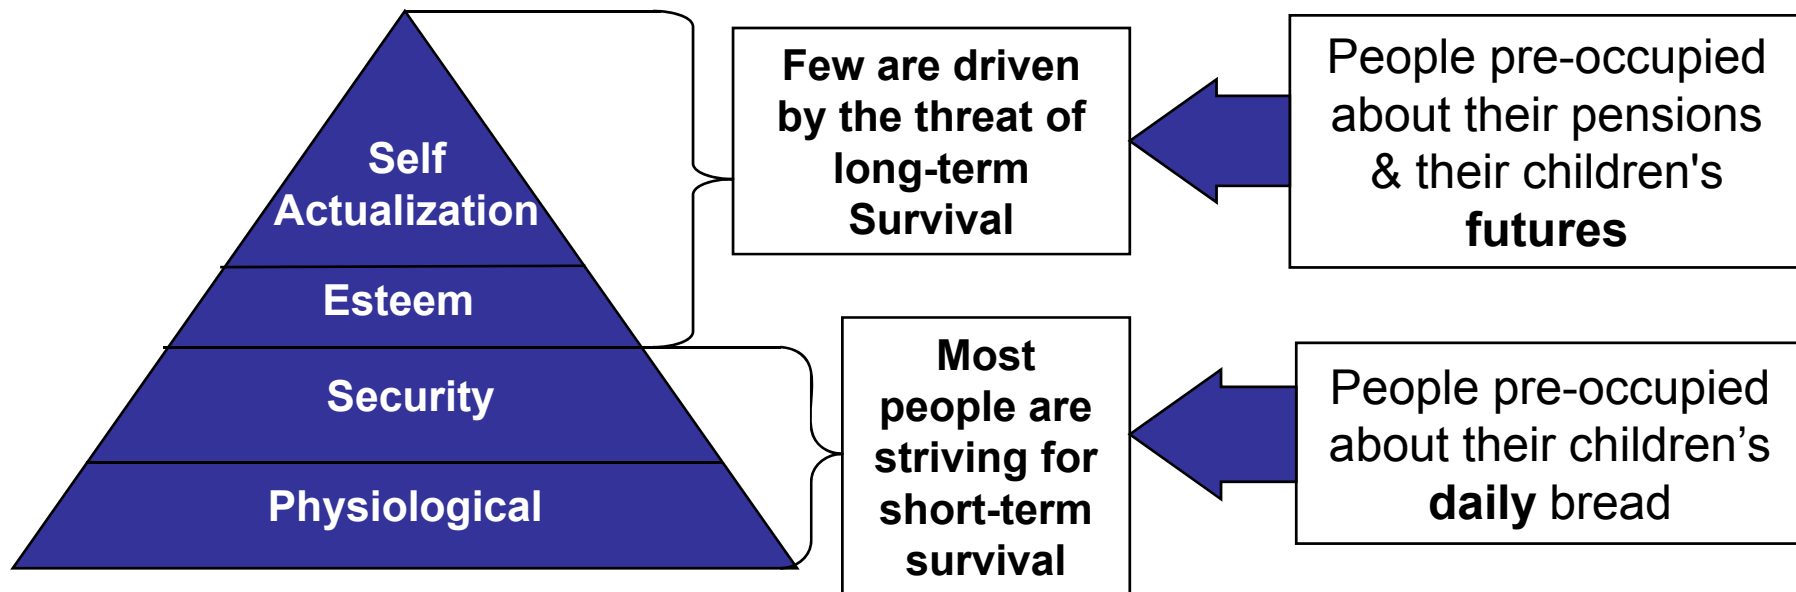 Self
Actualization
Esteem
Security
Physiological
Few are driven
by the threat of
long-term
Survival
People pre-occupied
about their pensions
& their children's
futures
Most
people are
striving for
short-term
survival
People pre-occupied
about their children’s
daily bread